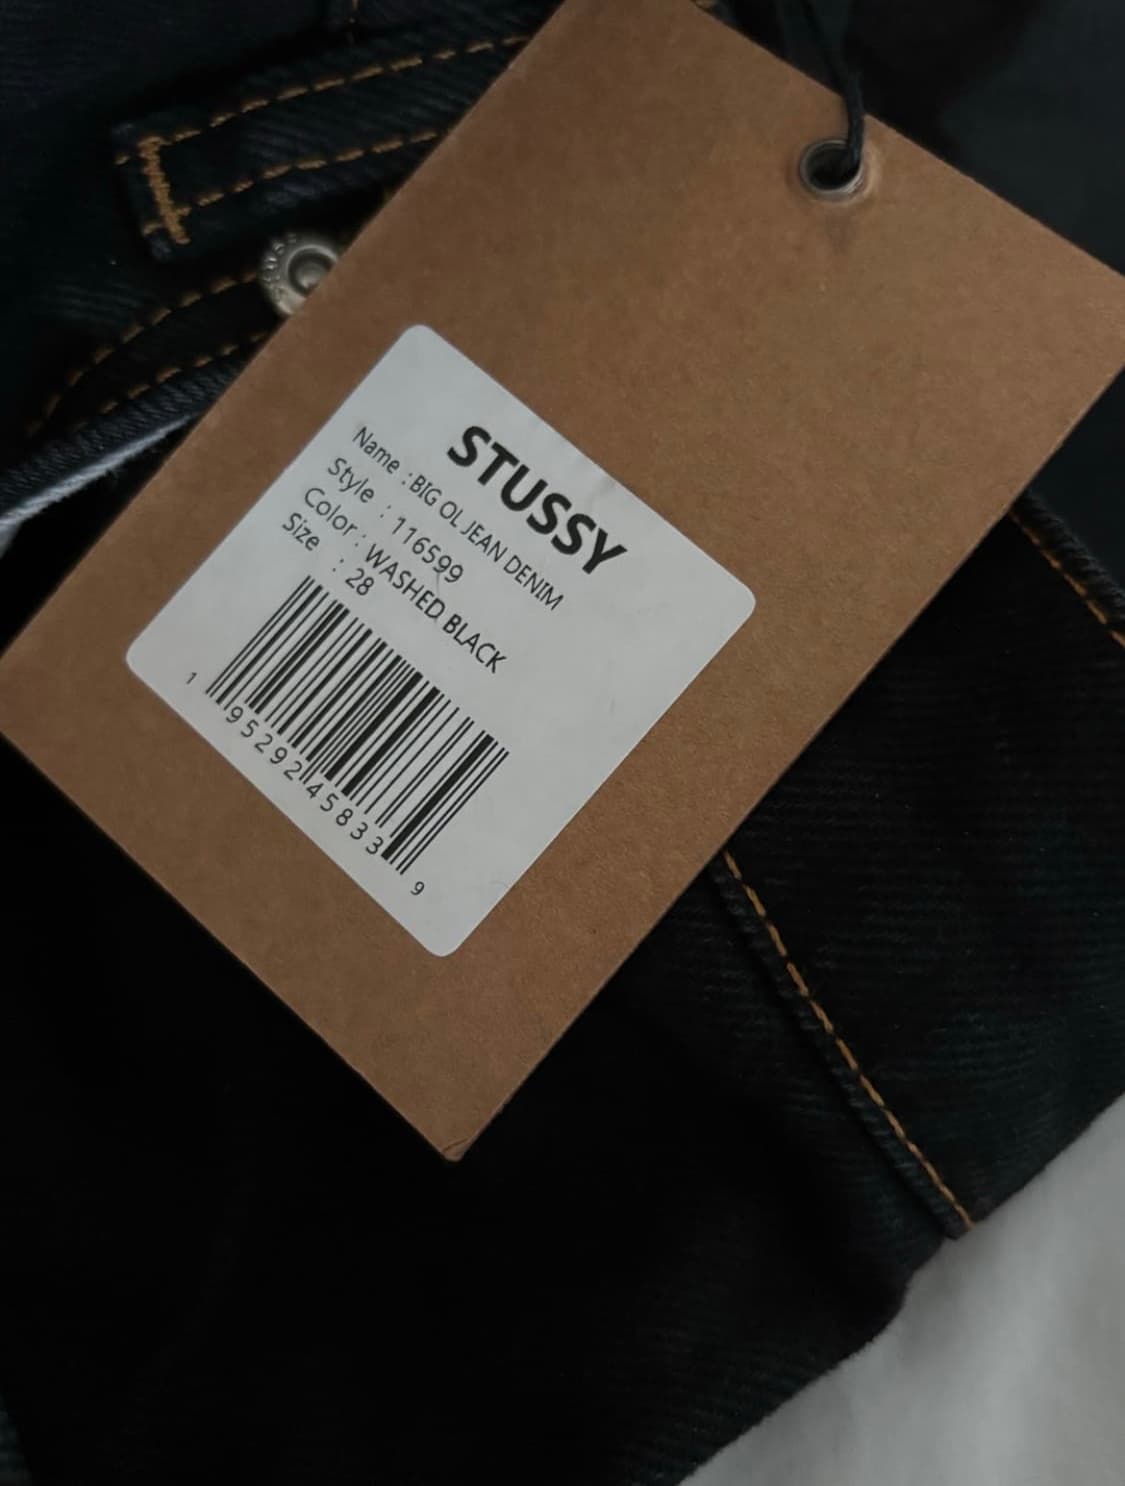 STUSSY
Name : BIG OL JEAN DENIM
Style : 116599
Color : WASHED BLACK
Size : 28
1 95292 45833 9